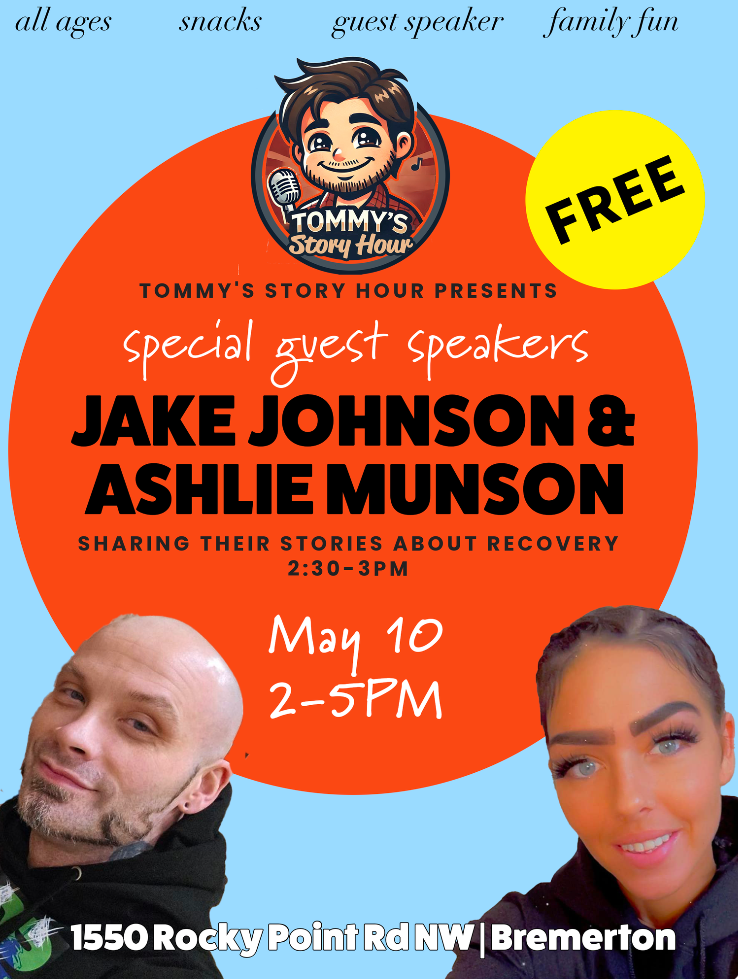 all ages snacks guest speaker family fun
TOMMY'S
Story Hour
FREE
TOMMY'S STORY HOUR PRESENTS
special guest speakers
JAKE JOHNSON &
ASHLIE MUNSON
SHARING THEIR STORIES ABOUT RECOVERY
2:30-3PM
May 10
2-5PM
1550 Rocky Point Rd NW | Bremerton